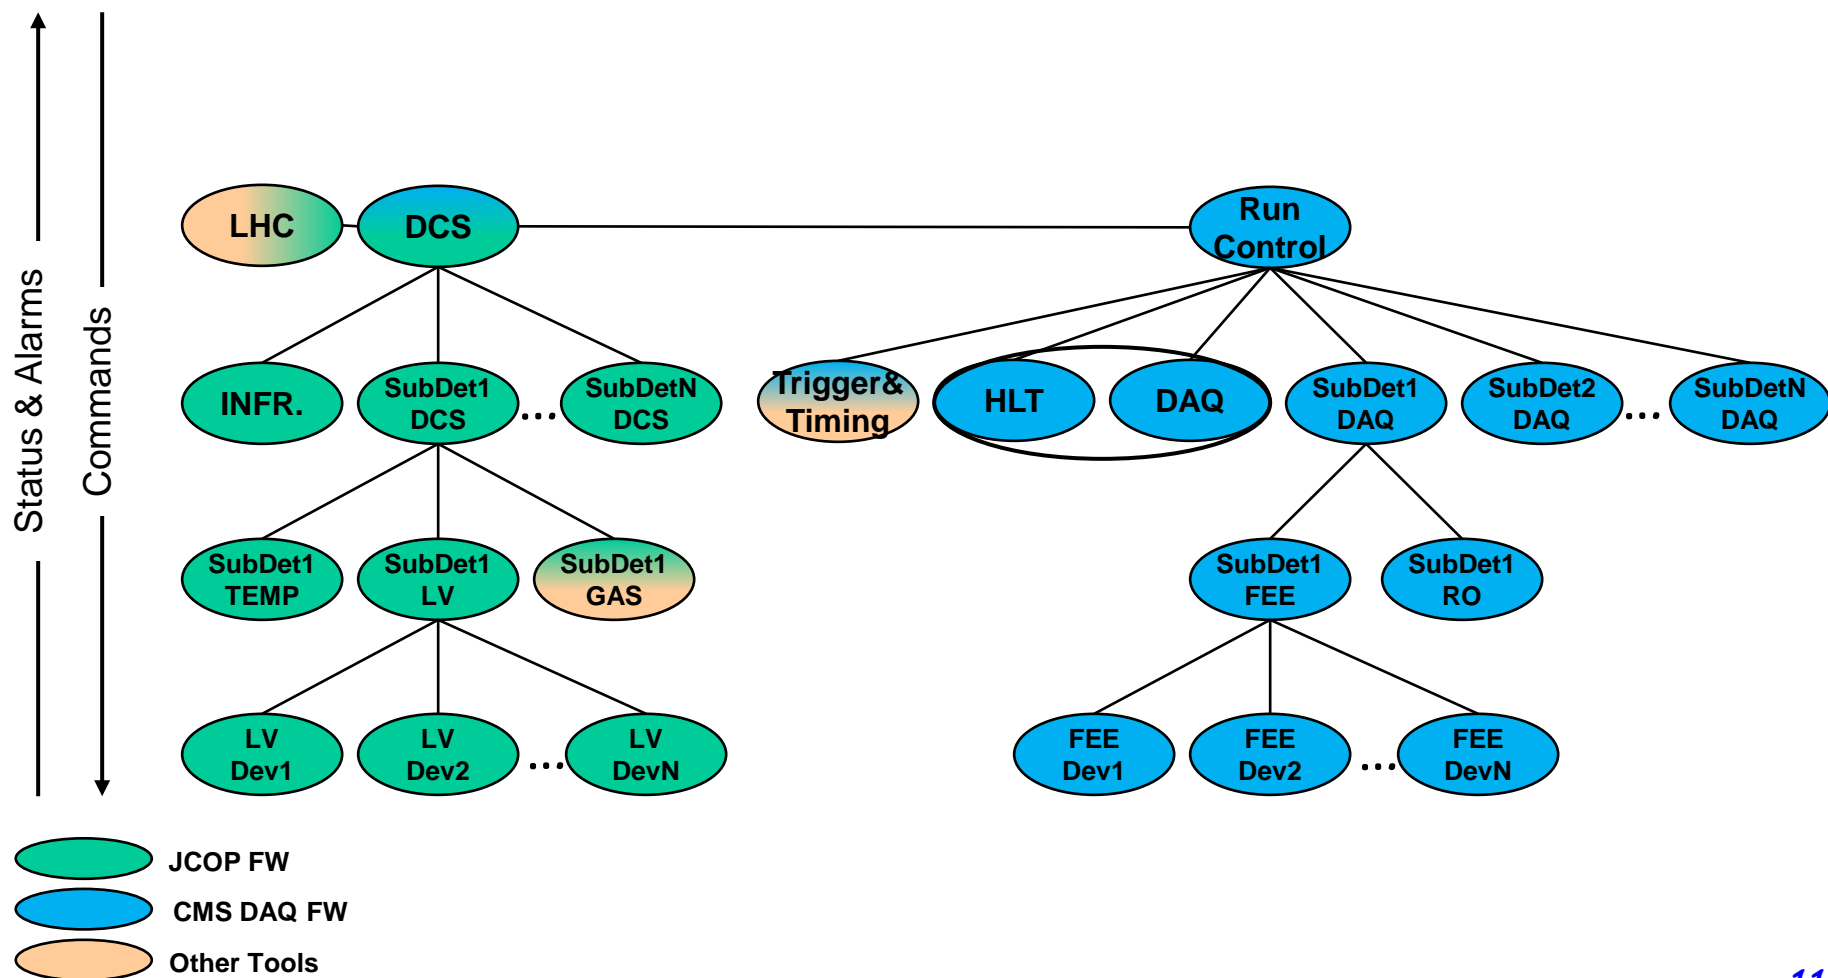 Status & Alarms
Commands
LHC
DCS
Run
Control
INFR.
SubDet1
DCS
...
SubDetN
DCS
Trigger&
Timing
HLT
DAQ
SubDet1
DAQ
SubDet2
DAQ
...
SubDetN
DAQ
SubDet1
TEMP
SubDet1
LV
SubDet1
GAS
SubDet1
FEE
SubDet1
RO
LV
Dev1
LV
Dev2
...
LV
DevN
FEE
Dev1
FEE
Dev2
...
FEE
DevN
JCOP FW
CMS DAQ FW
Other Tools
11